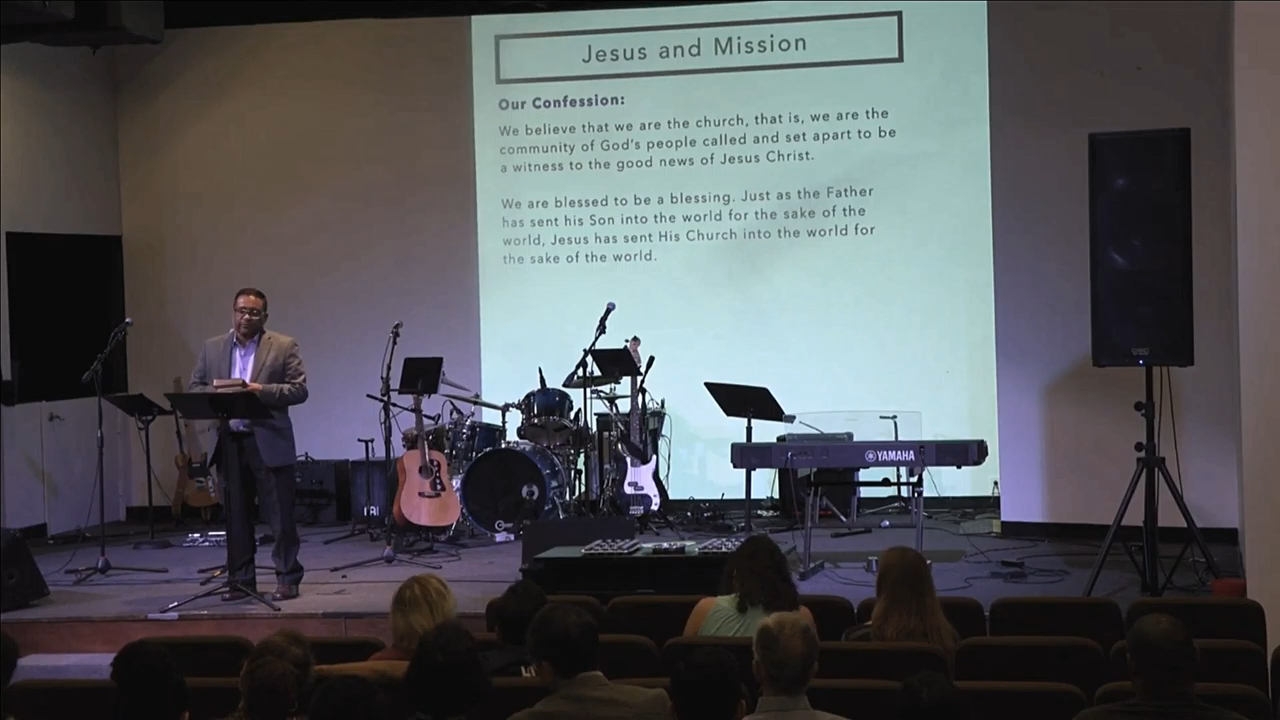 Jesus and Mission
Our Confession:
We believe that we are the church, that is, we are the
community of God's people called and set apart to be
a witness to the good news of Jesus Christ.
We are blessed to be a blessing. Just as the Father
has sent his Son into the world for the sake of the
world, Jesus has sent His Church into the world for
the sake of the world.
YAMAHA